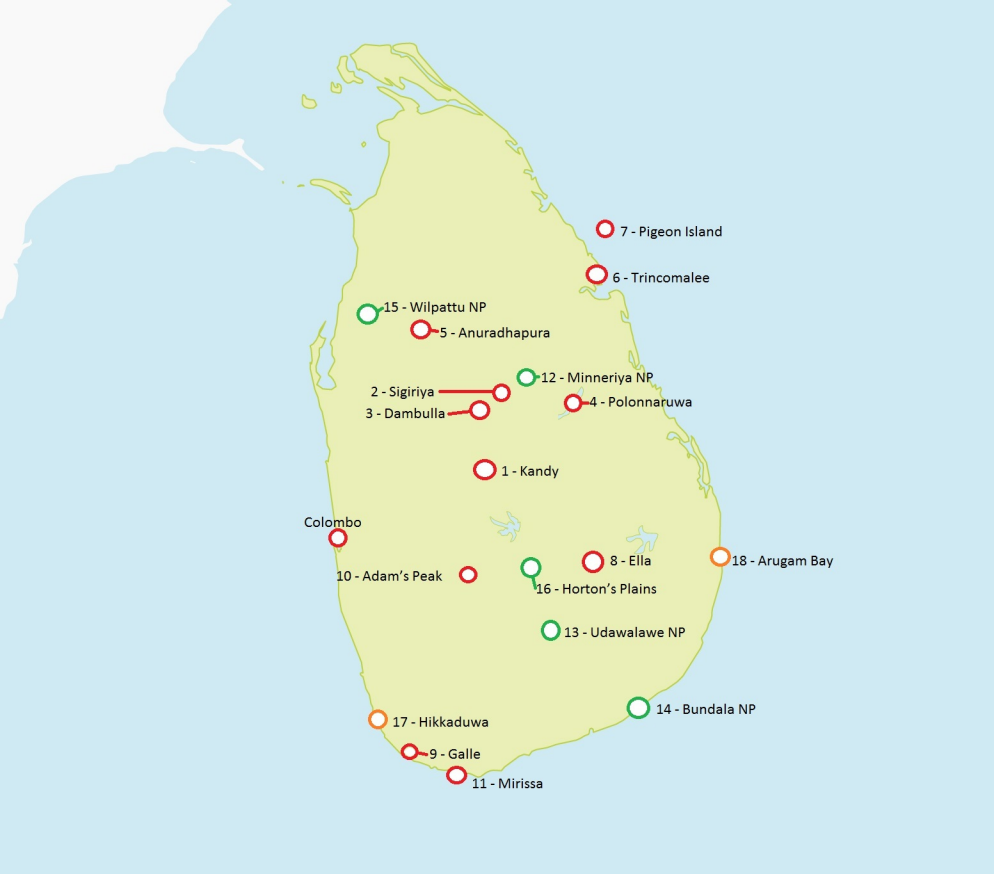 7 - Pigeon Island
6 - Trincomalee
15 - Wilpattu NP
5 - Anuradhapura
12 - Minneriya NP
2 - Sigiriya
4 - Polonnaruwa
3 - Dambulla
1 - Kandy
Colombo
8 - Ella
18 - Arugam Bay
10 - Adam's Peak
16 - Horton's Plains
13 - Udawalawe NP
14 - Bundala NP
17 - Hikkaduwa
9 - Galle
11 - Mirissa